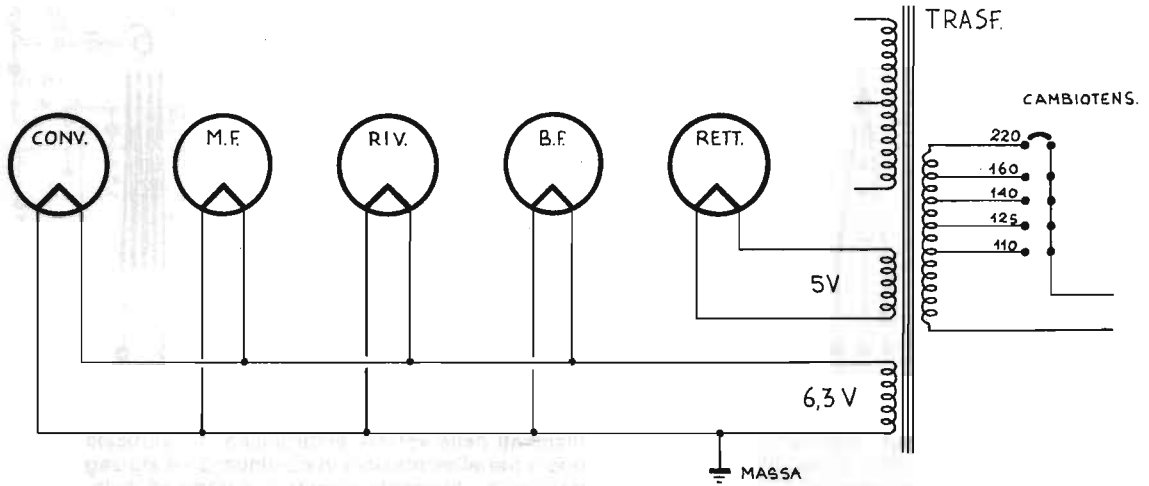 TRASF.
CAMBIOTENS.
CONV.
M.F.
RIV.
B.F.
RETT.
220
160
140
125
110
5V
6,3 V
MASSA